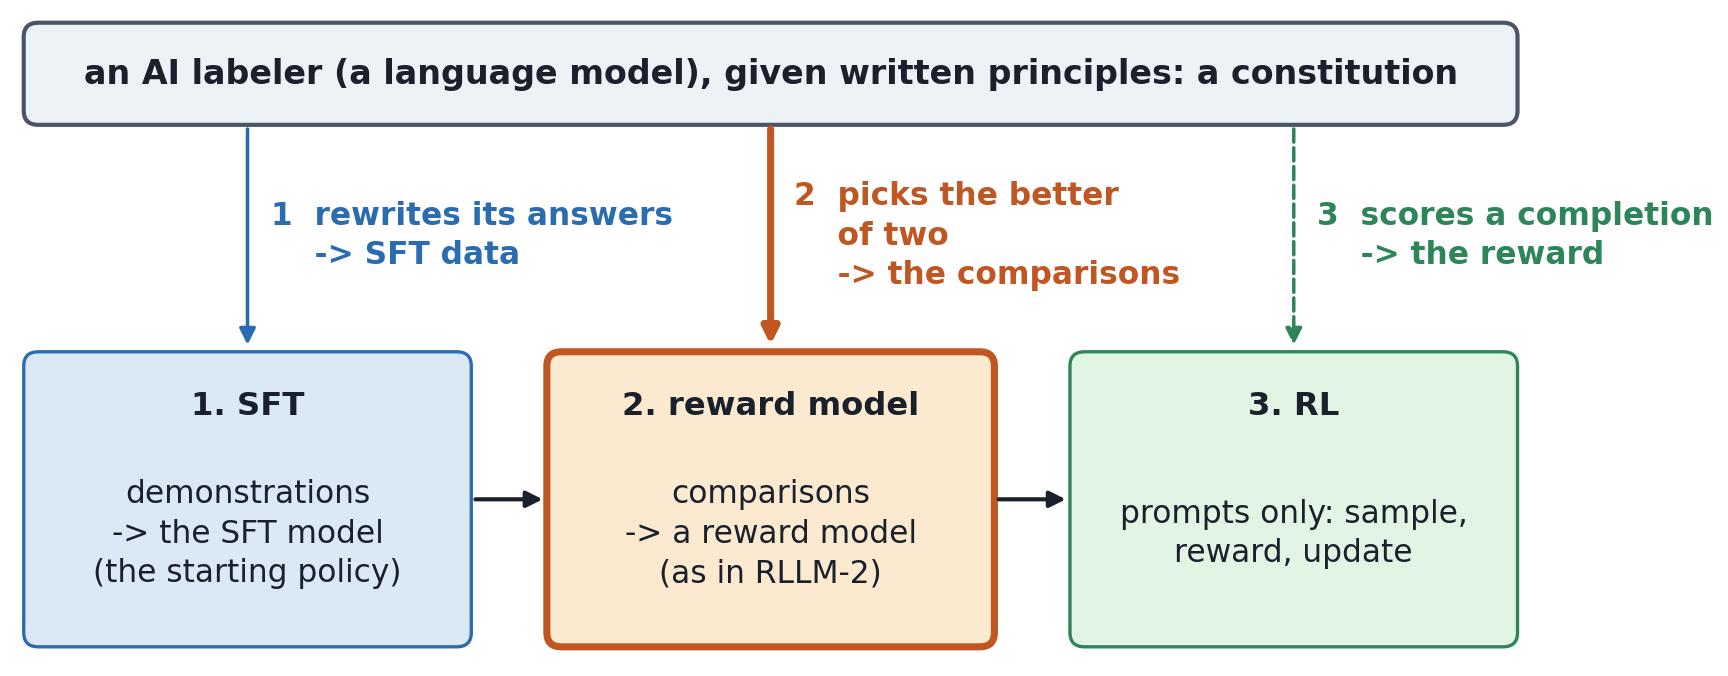 an AI labeler (a language model), given written principles: a constitution
1 rewrites its answers
-> SFT data
2 picks the better
of two
-> the comparisons
3 scores a completion
-> the reward
1. SFT
demonstrations
-> the SFT model
(the starting policy)
2. reward model
comparisons
-> a reward model
(as in RLLM-2)
3. RL
prompts only: sample,
reward, update